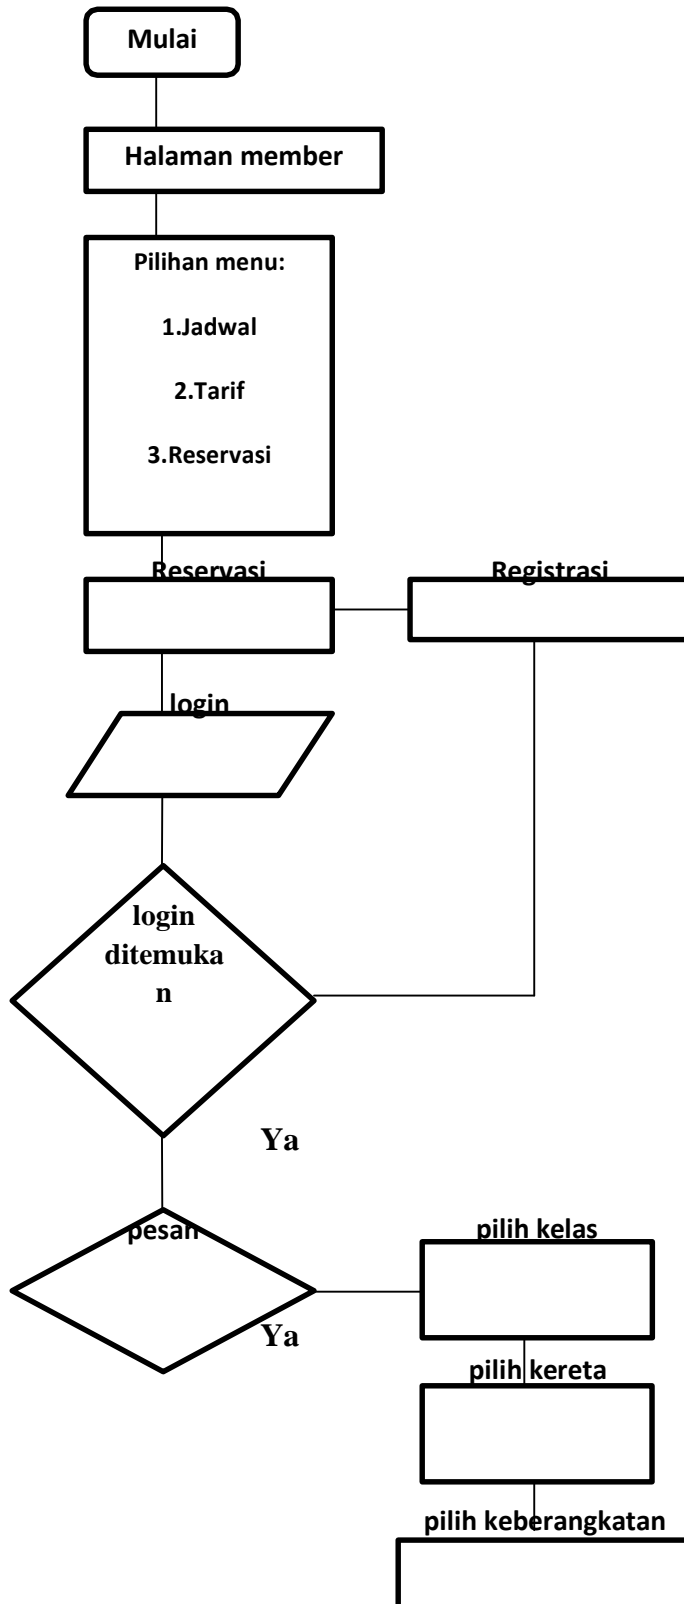 Mulai
Halaman member
Pilihan menu:
1.Jadwal
2.Tarif
3.Reservasi
Reservasi
Registrasi
login
login
ditemuka
n
Ya
pesan
pilih kelas
Ya
pilih kereta
pilih keberangkatan